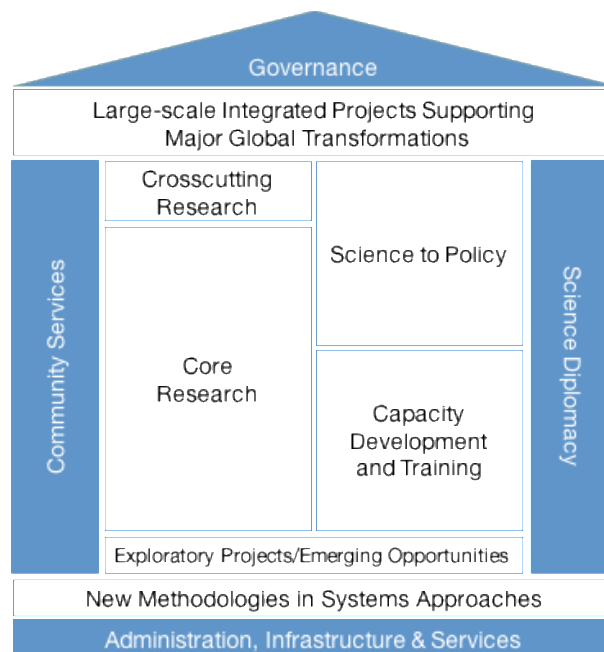 Governance
Large-scale Integrated Projects Supporting
Major Global Transformations
Community Services
Crosscutting
Research
Core
Research
Science to Policy
Capacity
Development
and Training
Science Diplomacy
Exploratory Projects/Emerging Opportunities
New Methodologies in Systems Approaches
Administration, Infrastructure & Services